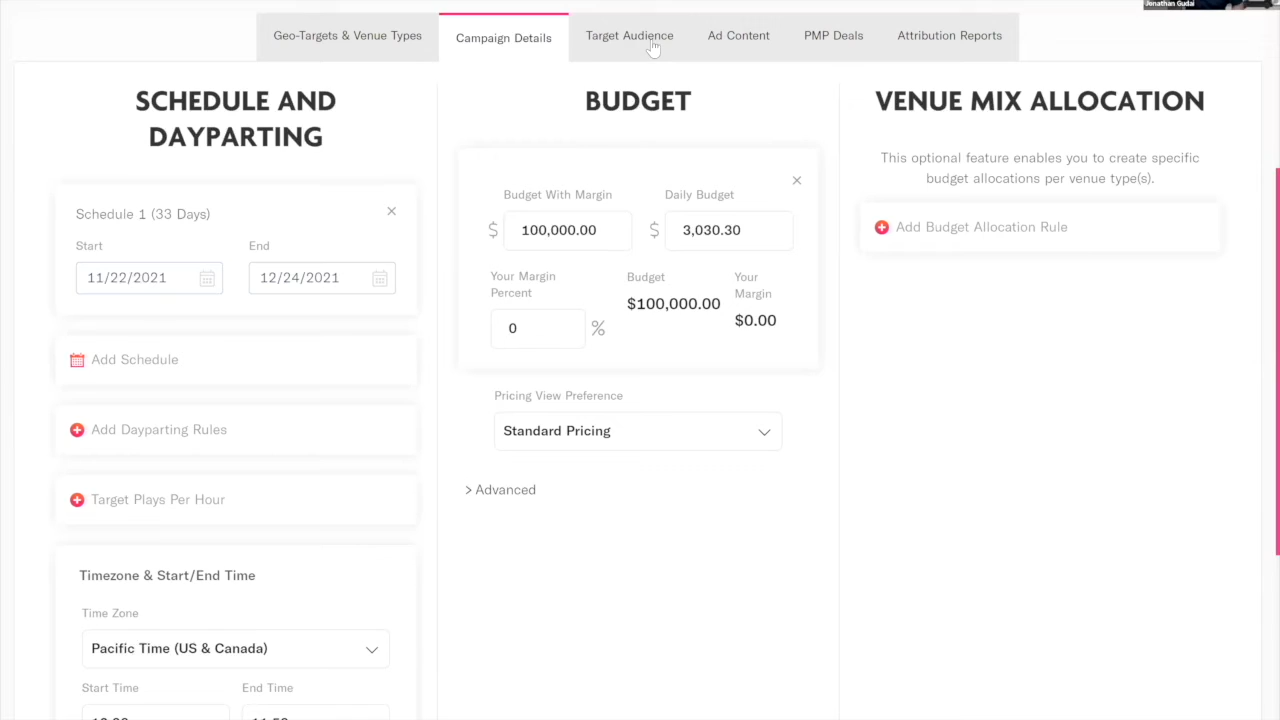 Jonathan Gudai
Geo-Targets & Venue Types
Campaign Details
Target Audience
Ad Content
PMP Deals
Attribution Reports
SCHEDULE AND
DAYPARTING
Schedule 1 (33 Days)
Start
End
11/22/2021
12/24/2021
Add Schedule
Add Dayparting Rules
Target Plays Per Hour
Timezone & Start/End Time
Time Zone
Pacific Time (US & Canada)
Start Time
End Time
BUDGET
Budget With Margin
Daily Budget
$ 100,000.00
$ 3,030.30
Your Margin
Percent
0 %
Budget
$100,000.00
Your
Margin
$0.00
Pricing View Preference
Standard Pricing
> Advanced
VENUE MIX ALLOCATION
This optional feature enables you to create specific
budget allocations per venue type(s).
Add Budget Allocation Rule